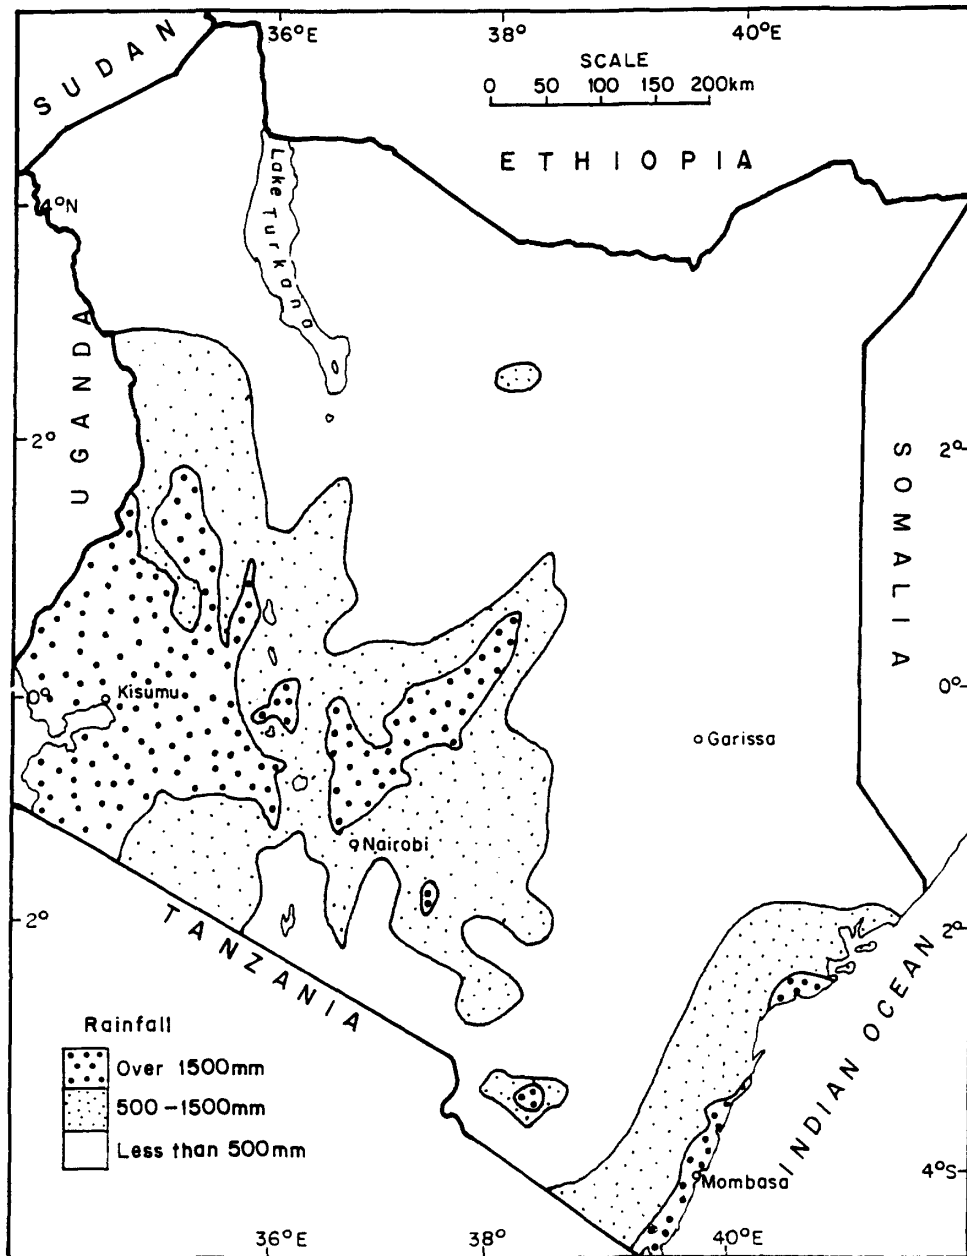 36°E 38° 40°E
SUDAN
SCALE
0 50 100 150 200km
ETHIOPIA
Lake Turkana
4°N
UGANDA
2° 2°
SOMALIA
0° 0°
Kisumu
Garissa
Nairobi
2° 2°
TANZANIA
INDIAN OCEAN
Rainfall
Over 1500mm
500-1500mm
Less than 500mm
4°S
Mombasa
36°E 38° 40°E